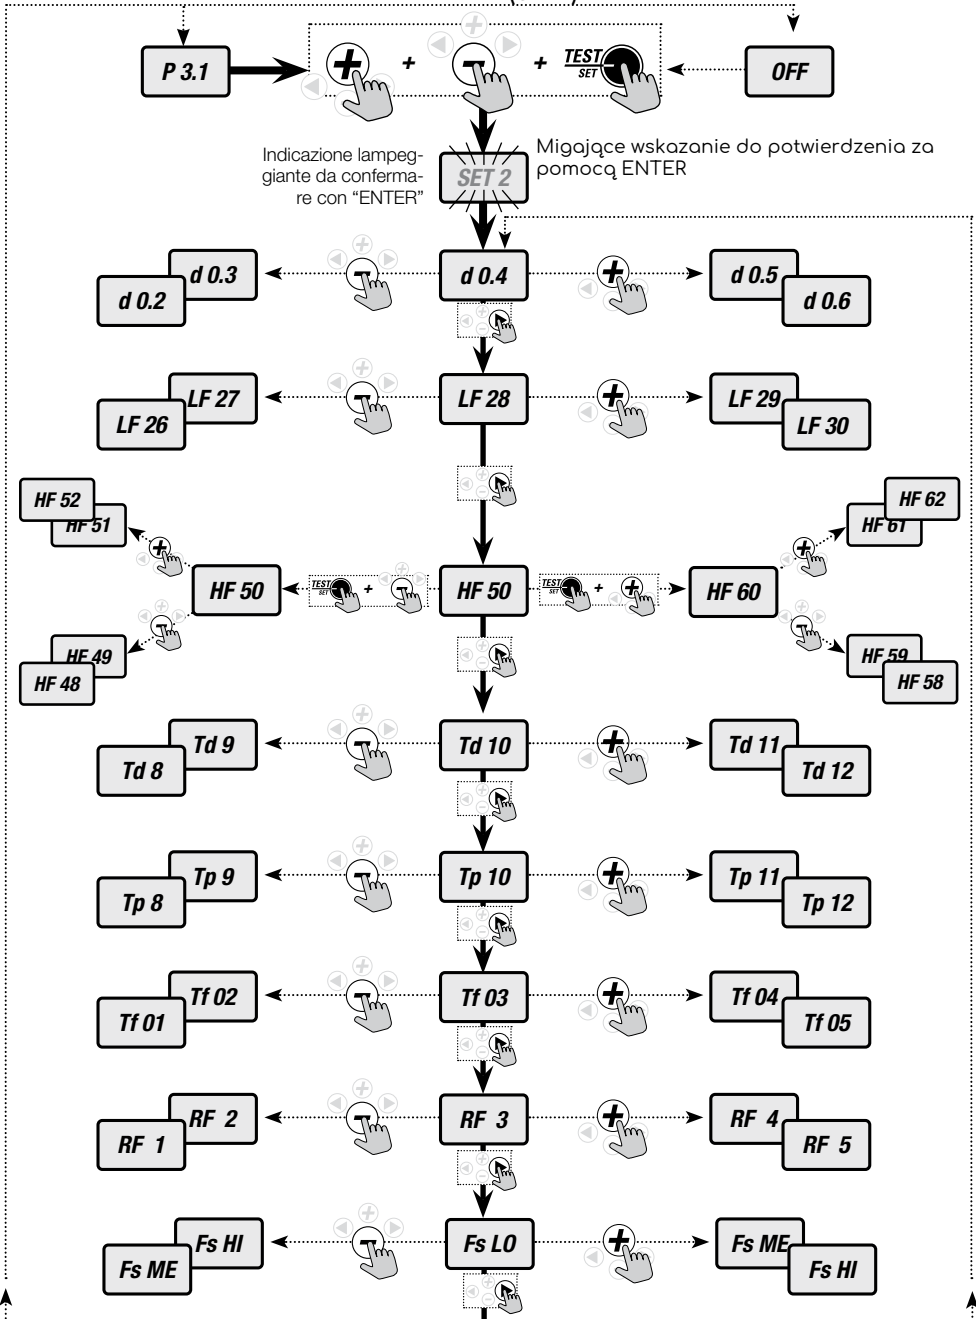 P 3.1
+
+
TEST
SET
OFF
Indicazione lampeg-
giante da conferma-
re con “ENTER”
SET 2
Migające wskazanie do potwierdzenia za
pomocą ENTER
d 0.3
d 0.2
d 0.4
d 0.5
d 0.6
LF 27
LF 26
LF 28
LF 29
LF 30
HF 52
HF 51
HF 62
HF 61
HF 50
TEST
SET
+
HF 50
TEST
SET
+
HF 60
HF 49
HF 48
HF 59
HF 58
Td 9
Td 8
Td 10
Td 11
Td 12
Tp 9
Tp 8
Tp 10
Tp 11
Tp 12
Tf 02
Tf 01
Tf 03
Tf 04
Tf 05
RF 2
RF 1
RF 3
RF 4
RF 5
Fs HI
Fs ME
Fs LO
Fs ME
Fs HI